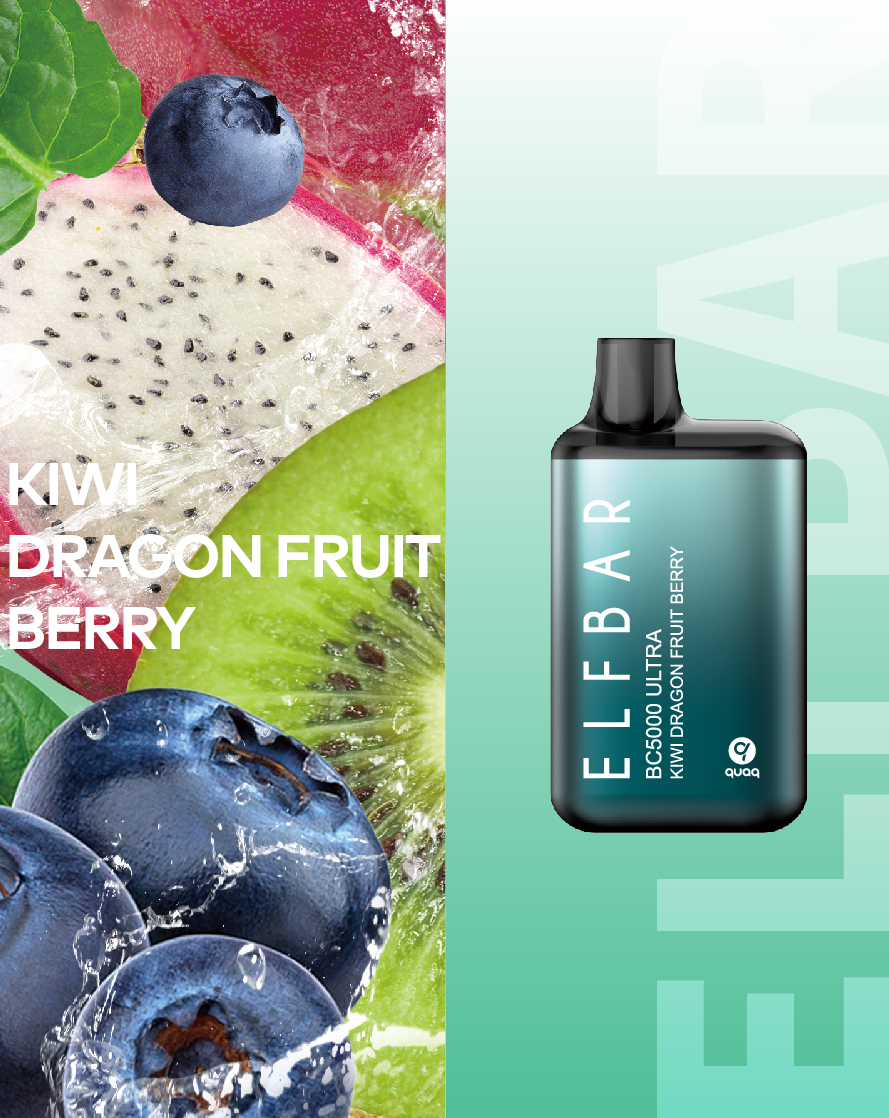 KIWI
DRAGON FRUIT
BERRY
ELFBAR
BC5000 ULTRA
KIWI DRAGON FRUIT BERRY
QUAQ
ELFBAR